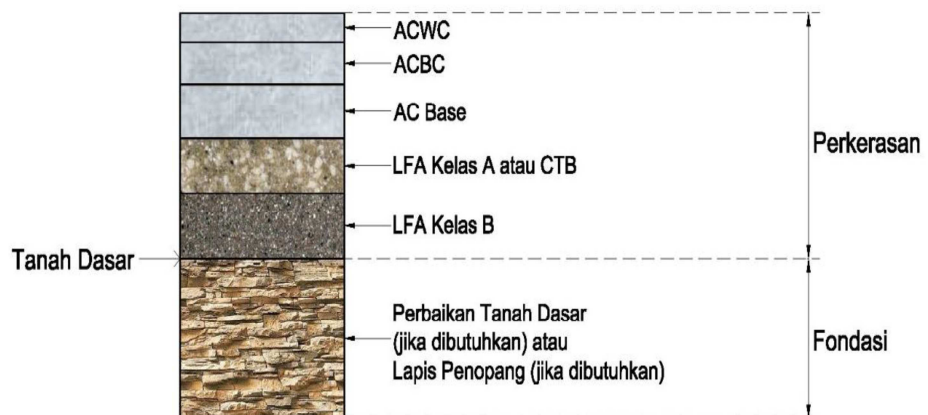 ACWC
ACBC
AC Base
LFA Kelas A atau CTB
Perkerasan
LFA Kelas B
Tanah Dasar
Perbaikan Tanah Dasar
(jika dibutuhkan) atau
Lapis Penopang (jika dibutuhkan)
Fondasi